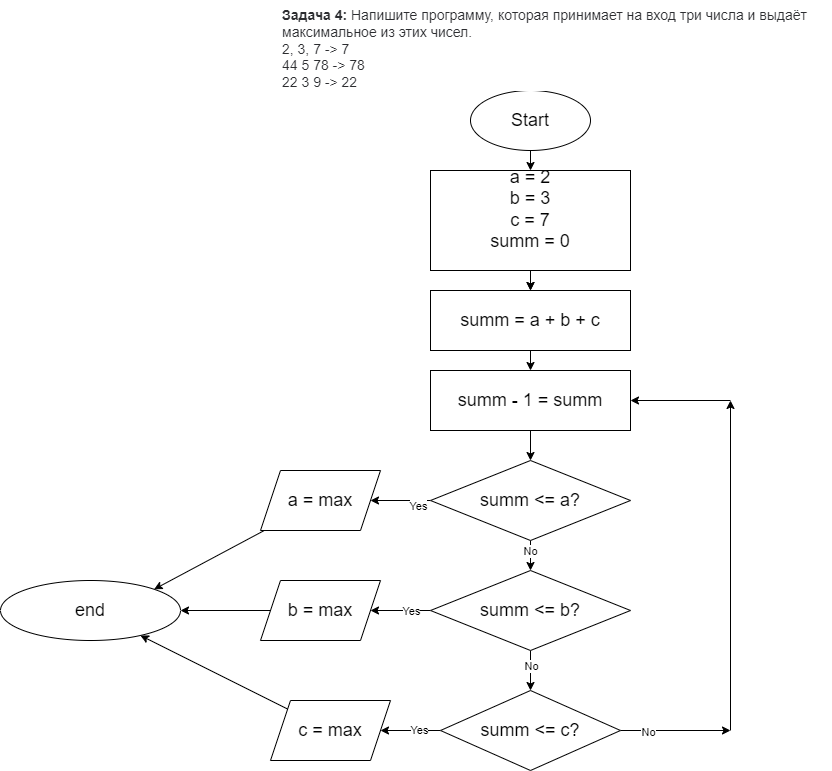 Задача 4: Напишите программу, которая принимает на вход три числа и выдаёт
максимальное из этих чисел.
2, 3, 7 -> 7
44 5 78 -> 78
22 3 9 -> 22
Start
a = 2
b = 3
c = 7
summ = 0
summ = a + b + c
summ - 1 = summ
summ <= a?
Yes
a = max
No
summ <= b?
Yes
b = max
end
No
summ <= c?
Yes
c = max
No